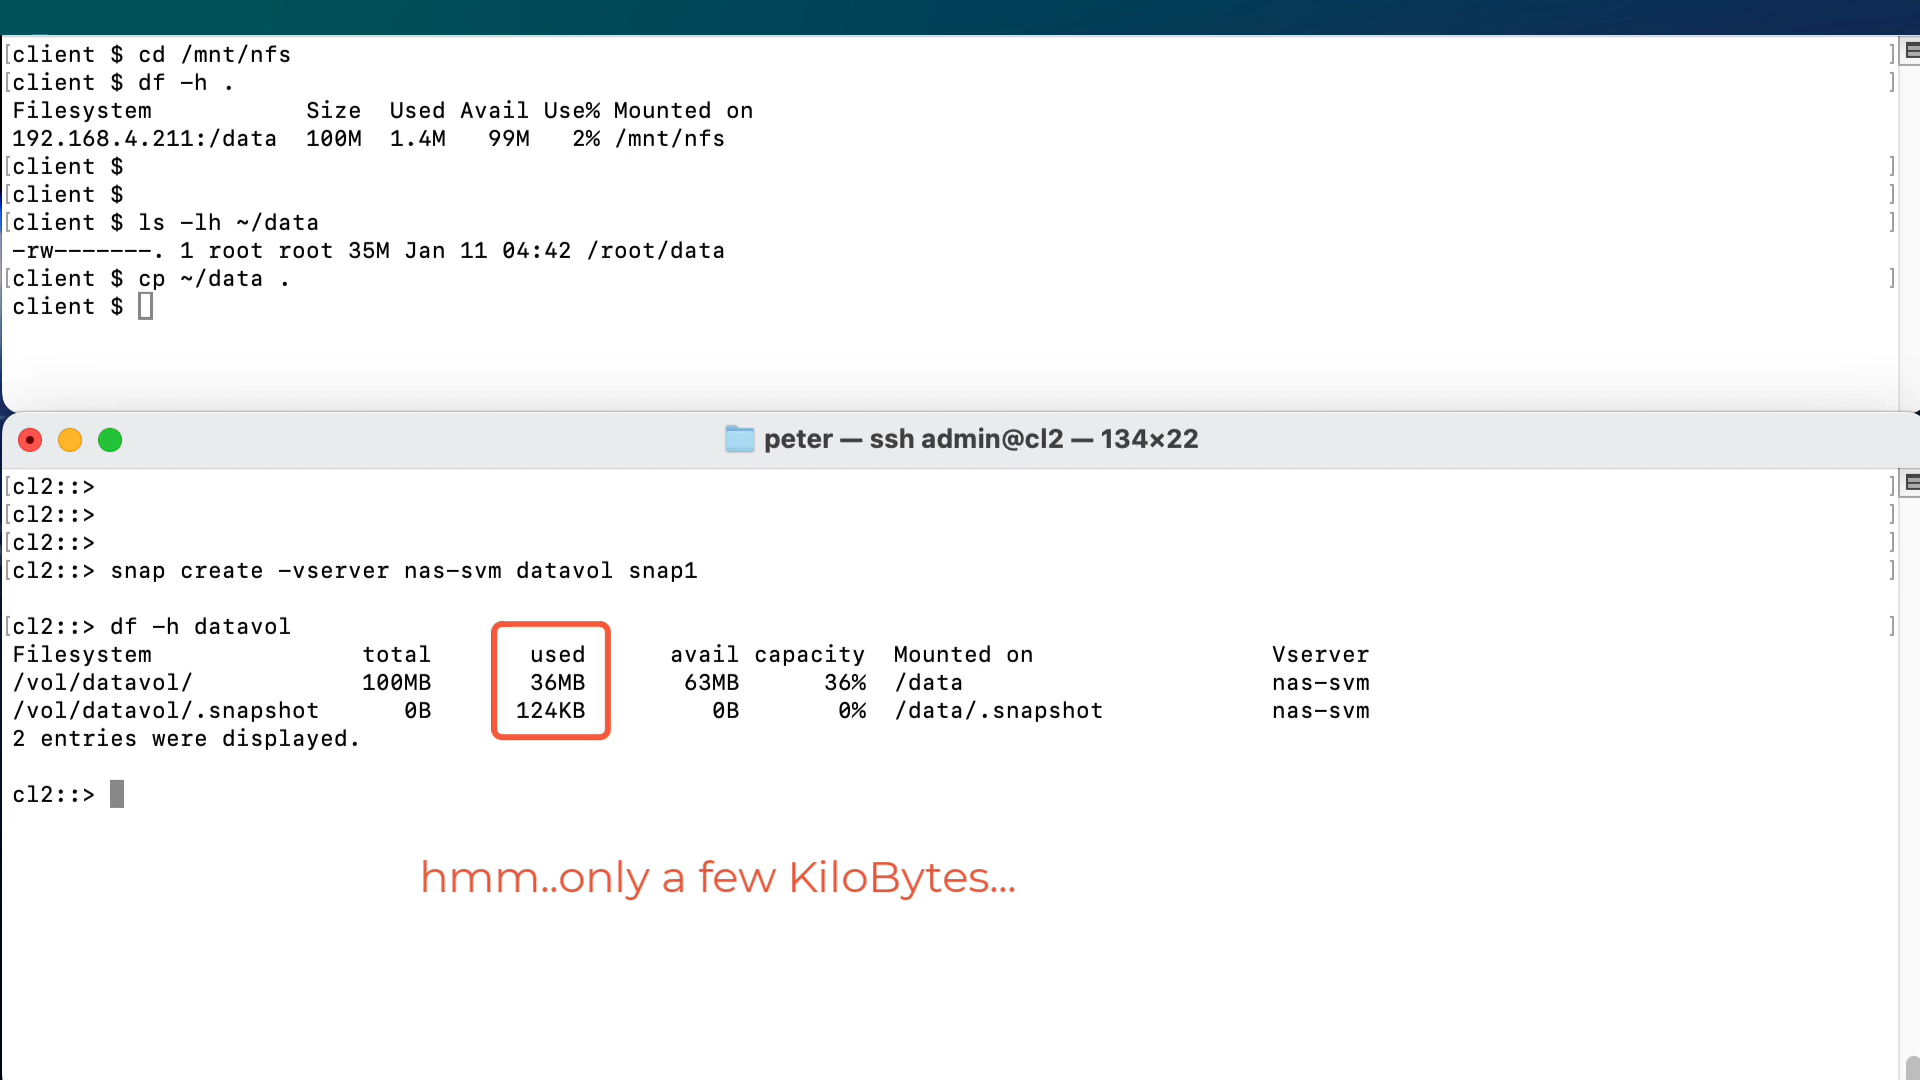 client $ cd /mnt/nfs
client $ df -h .
Filesystem           Size  Used Avail Use% Mounted on
192.168.4.211:/data  100M  1.4M   99M   2% /mnt/nfs
client $
client $
client $ ls -lh ~/data
-rw-------. 1 root root 35M Jan 11 04:42 /root/data
client $ cp ~/data .
client $
peter — ssh admin@cl2 — 134×22
cl2::>
cl2::>
cl2::>
cl2::> snap create -vserver nas-svm datavol snap1
cl2::> df -h datavol
Filesystem               total       used      avail capacity  Mounted on                 Vserver
/vol/datavol/            100MB       36MB       63MB      36%  /data                      nas-svm
/vol/datavol/.snapshot      0B      124KB         0B       0%  /data/.snapshot            nas-svm
2 entries were displayed.
cl2::>
hmm..only a few KiloBytes...